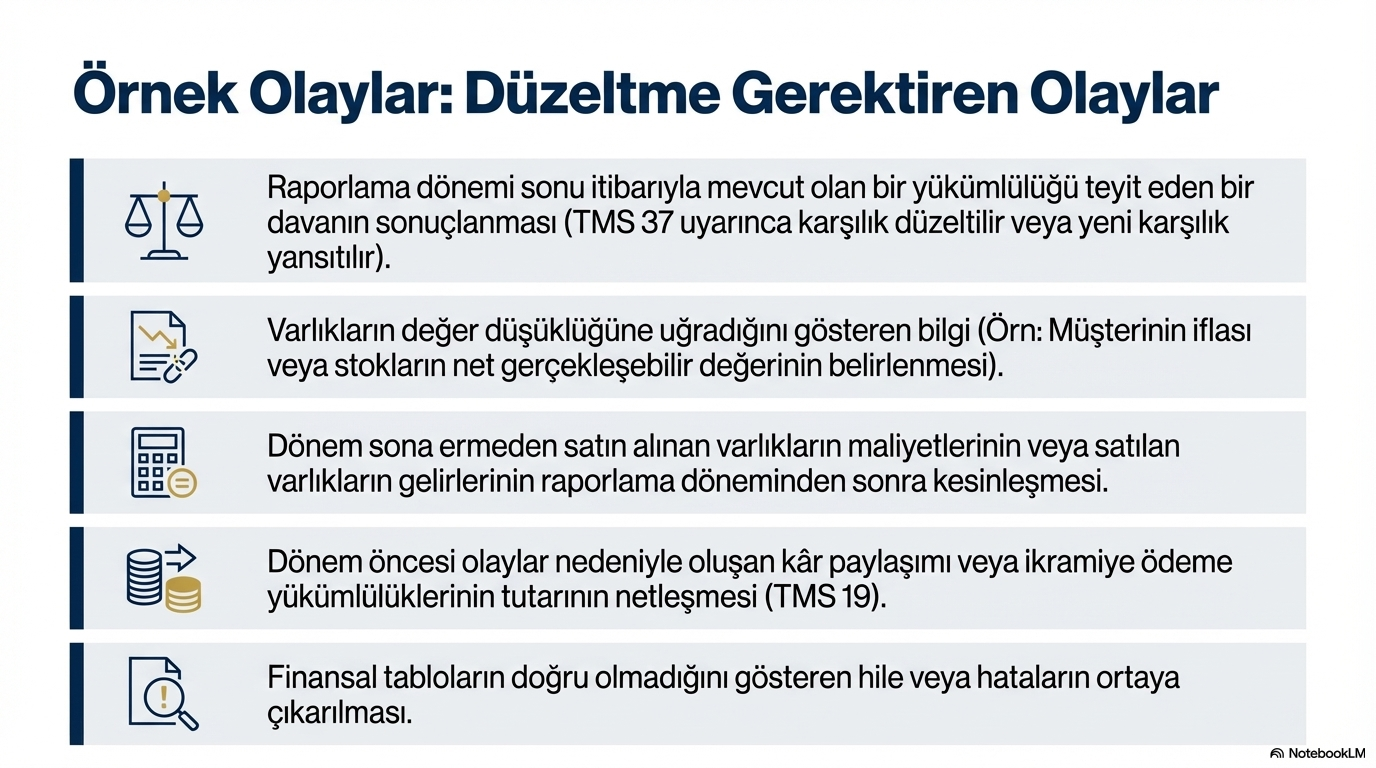 Örnek Olaylar: Düzeltme Gerektiren Olaylar
Raporlama dönemi sonu itibarıyla mevcut olan bir yükümlülüğü teyit eden bir
davanın sonuçlanması (TMS 37 uyarınca karşılık düzeltilir veya yeni karşılık
yansıtılır).
Varlıkların değer düşüklüğüne uğradığını gösteren bilgi (Örn: Müşterinin iflası
veya stokların net gerçekleşebilir değerinin belirlenmesi).
Dönem sona ermeden satın alınan varlıkların maliyetlerinin veya satılan
varlıkların gelirlerinin raporlama döneminden sonra kesinleşmesi.
Dönem öncesi olaylar nedeniyle oluşan kâr paylaşımı veya ikramiye ödeme
yükümlülüklerinin tutarının netleşmesi (TMS 19).
Finansal tabloların doğru olmadığını gösteren hile veya hataların ortaya
çıkarılması.
NotebookLM